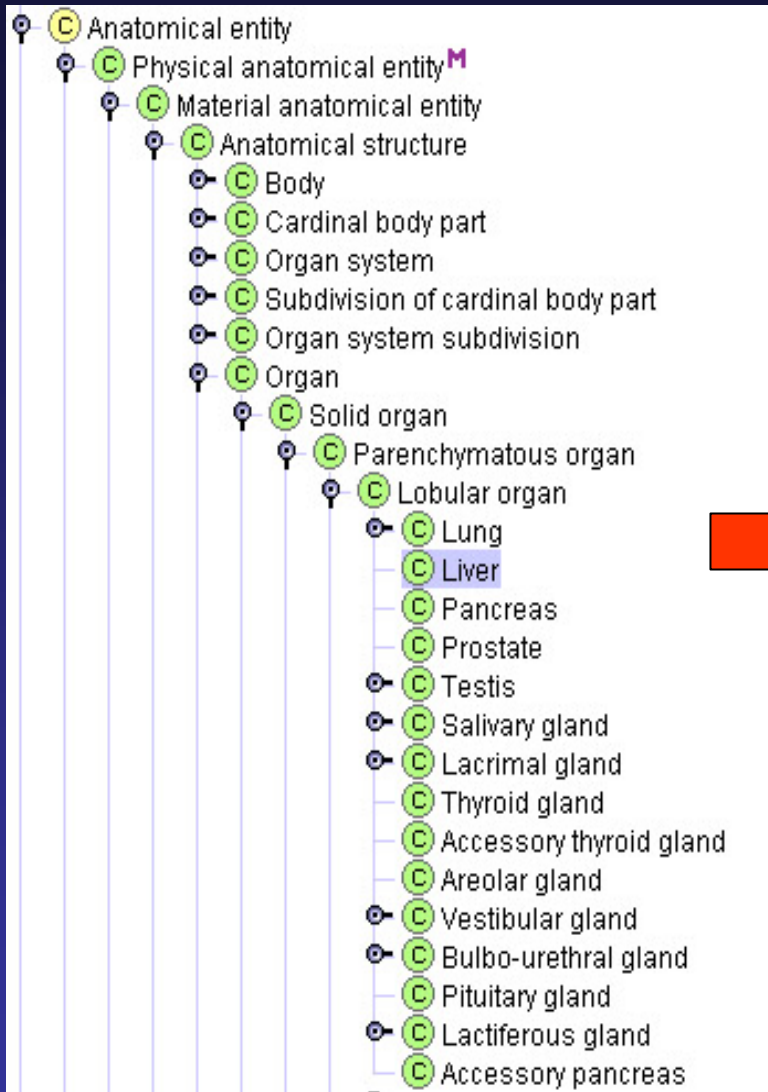 C Anatomical entity
C Physical anatomical entity M
C Material anatomical entity
C Anatomical structure
C Body
C Cardinal body part
C Organ system
C Subdivision of cardinal body part
C Organ system subdivision
C Organ
C Solid organ
C Parenchymatous organ
C Lobular organ
C Lung
C Liver
C Pancreas
C Prostate
C Testis
C Salivary gland
C Lacrimal gland
C Thyroid gland
C Accessory thyroid gland
C Areolar gland
C Vestibular gland
C Bulbo-urethral gland
C Pituitary gland
C Lactiferous gland
C Accessory pancreas